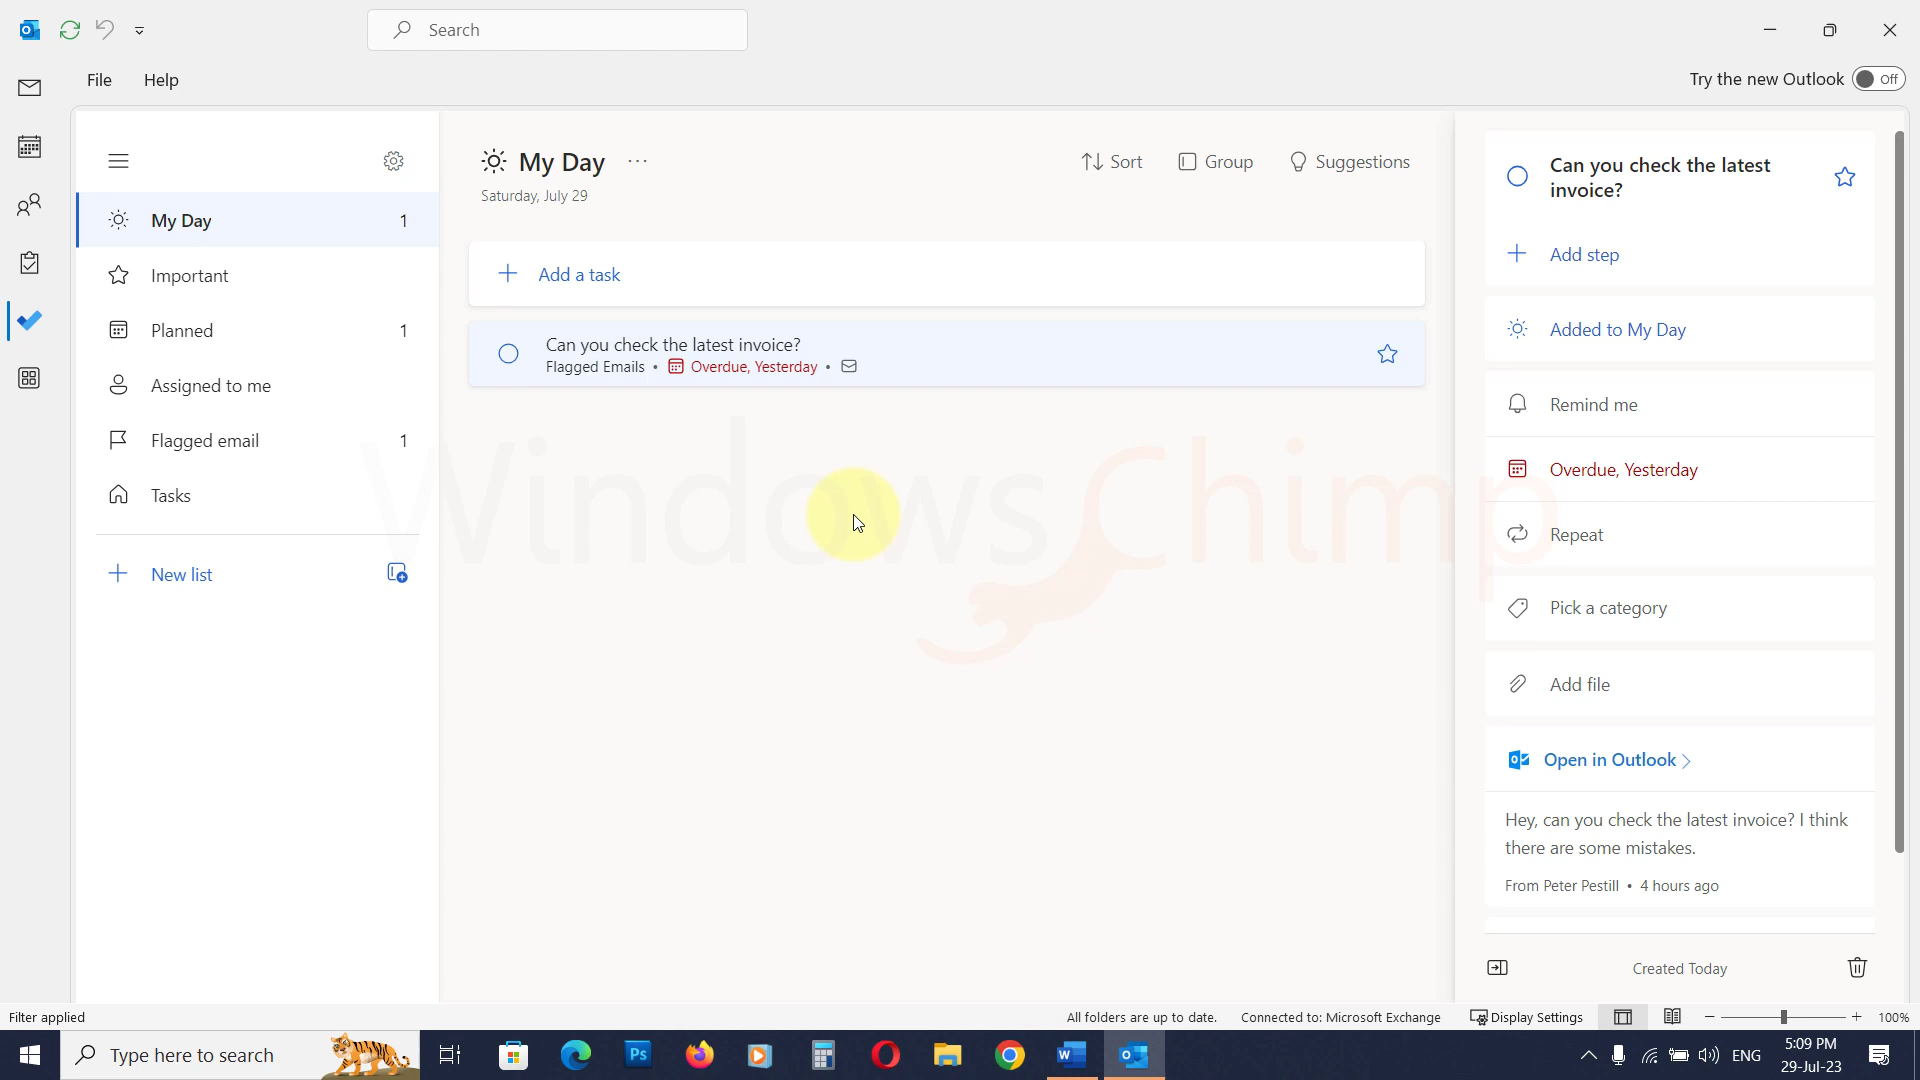 Search
File
Help
Try the new Outlook
Off
My Day
1
Important
Planned
1
Assigned to me
Flagged email
1
Tasks
New list
My Day
Saturday, July 29
Sort
Group
Suggestions
Add a task
Can you check the latest invoice?
Flagged Emails • Overdue, Yesterday •
Can you check the latest
invoice?
Add step
Added to My Day
Remind me
Overdue, Yesterday
Repeat
Pick a category
Add file
Open in Outlook
Hey, can you check the latest invoice? I think
there are some mistakes.
From Peter Pestill • 4 hours ago
Created Today
Windows Chimp
Filter applied
All folders are up to date.
Connected to: Microsoft Exchange
Display Settings
100%
Type here to search
Ps
ENG
5:09 PM
29-Jul-23